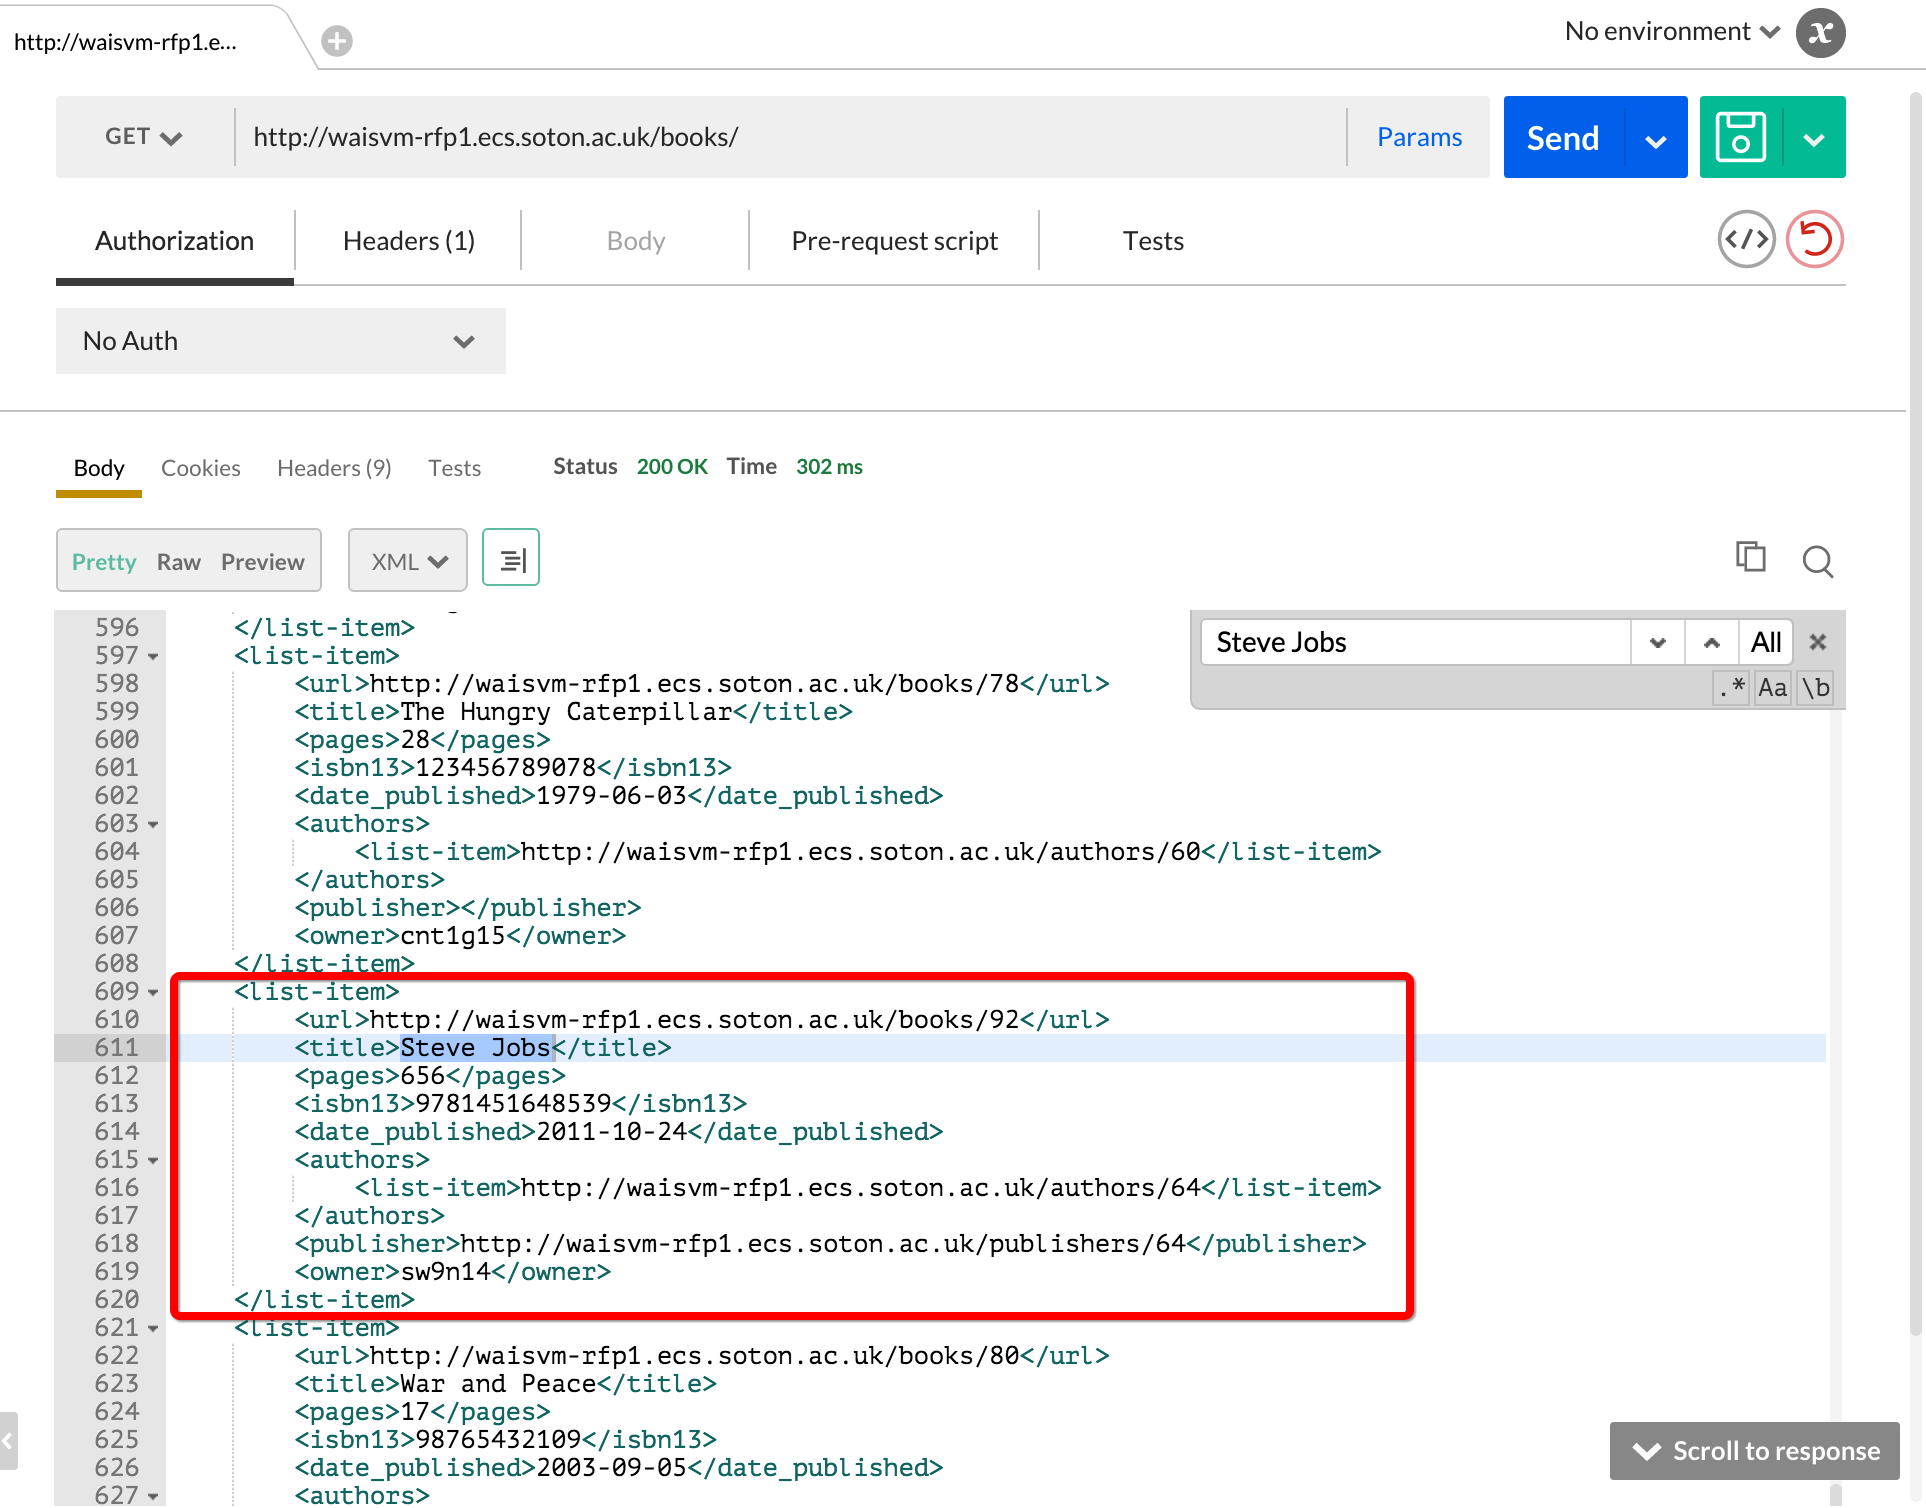 http://waisvm-rfp1.e...
No environment
GET http://waisvm-rfp1.ecs.soton.ac.uk/books/ Params Send
Authorization Headers (1) Body Pre-request script Tests
No Auth
Body Cookies Headers (9) Tests Status 200 OK Time 302 ms
Pretty Raw Preview XML
Steve Jobs All
.* Aa \b
596 </list-item>
597 <list-item>
598 <url>http://waisvm-rfp1.ecs.soton.ac.uk/books/78</url>
599 <title>The Hungry Caterpillar</title>
600 <pages>28</pages>
601 <isbn13>123456789078</isbn13>
602 <date_published>1979-06-03</date_published>
603 <authors>
604 <list-item>http://waisvm-rfp1.ecs.soton.ac.uk/authors/60</list-item>
605 </authors>
606 <publisher></publisher>
607 <owner>cnt1g15</owner>
608 </list-item>
609 <list-item>
610 <url>http://waisvm-rfp1.ecs.soton.ac.uk/books/92</url>
611 <title>Steve Jobs</title>
612 <pages>656</pages>
613 <isbn13>9781451648539</isbn13>
614 <date_published>2011-10-24</date_published>
615 <authors>
616 <list-item>http://waisvm-rfp1.ecs.soton.ac.uk/authors/64</list-item>
617 </authors>
618 <publisher>http://waisvm-rfp1.ecs.soton.ac.uk/publishers/64</publisher>
619 <owner>sw9n14</owner>
620 </list-item>
621 <list-item>
622 <url>http://waisvm-rfp1.ecs.soton.ac.uk/books/80</url>
623 <title>War and Peace</title>
624 <pages>17</pages>
625 <isbn13>98765432109</isbn13>
626 <date_published>2003-09-05</date_published>
627 <authors>
Scroll to response